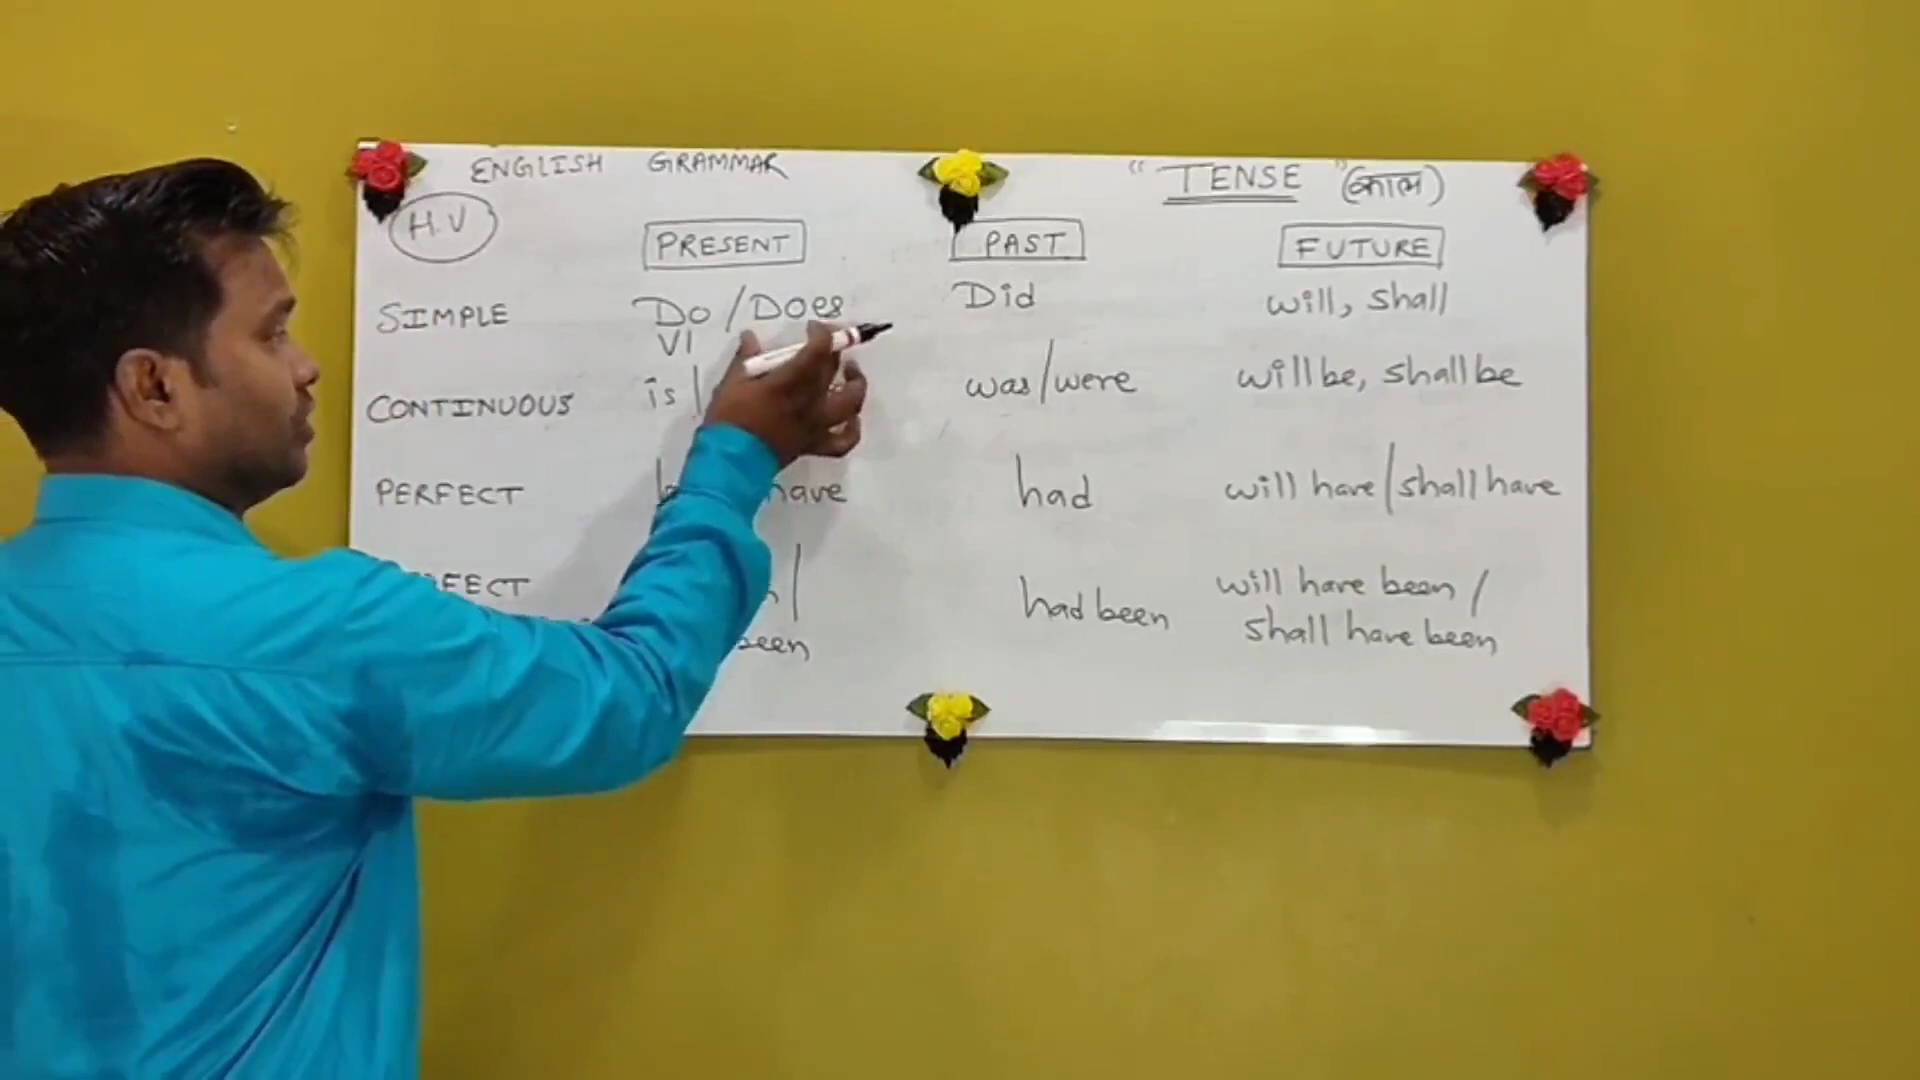 ENGLISH GRAMMAR "TENSE" (काल)
H.V
PRESENT PAST FUTURE
SIMPLE Do/Does Did will, shall
V1
CONTINUOUS is/ was/were will be, shall be
PERFECT have had will have/shall have
had been will have been/
been shall have been